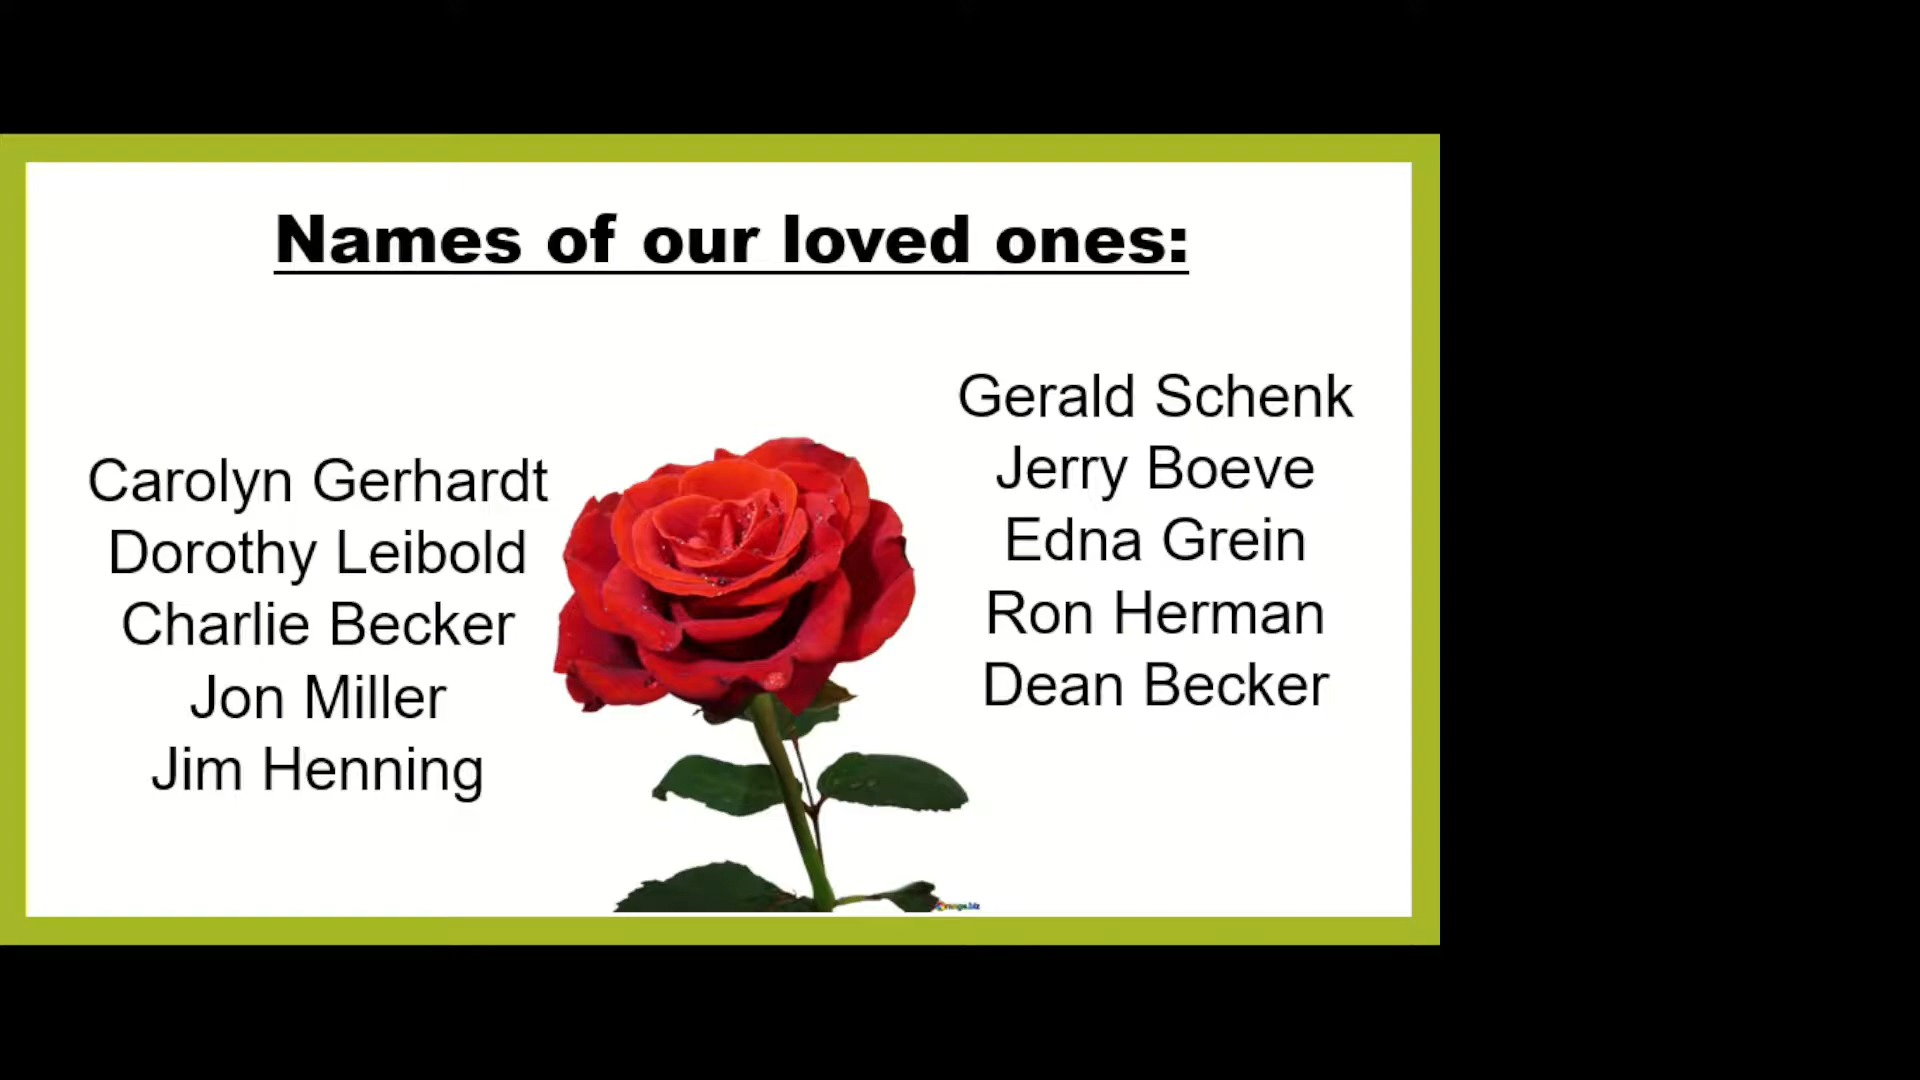 Names of our loved ones:
Carolyn Gerhardt
Dorothy Leibold
Charlie Becker
Jon Miller
Jim Henning
Gerald Schenk
Jerry Boeve
Edna Grein
Ron Herman
Dean Becker